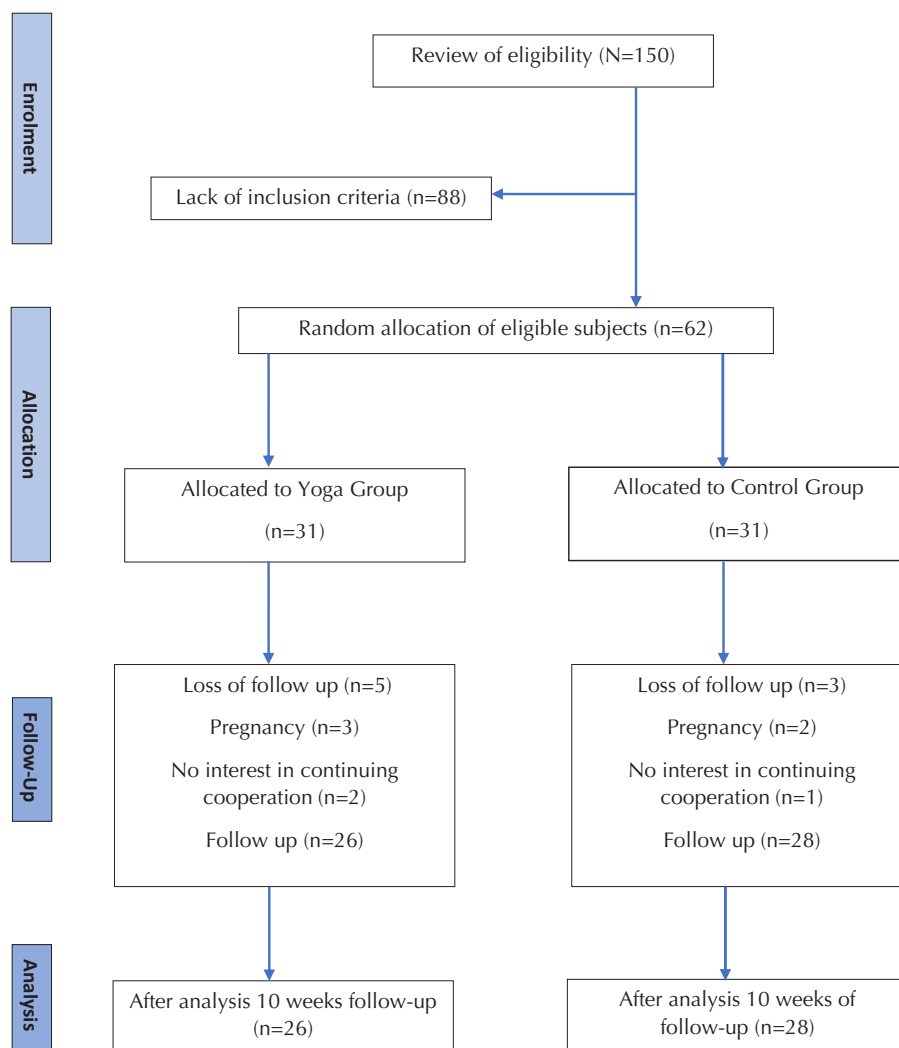 Enrolment
Review of eligibility (N=150)
Lack of inclusion criteria (n=88)
Allocation
Random allocation of eligible subjects (n=62)
Allocated to Yoga Group
(n=31)
Allocated to Control Group
(n=31)
Follow-Up
Loss of follow up (n=5)
Pregnancy (n=3)
No interest in continuing
cooperation (n=2)
Follow up (n=26)
Loss of follow up (n=3)
Pregnancy (n=2)
No interest in continuing
cooperation (n=1)
Follow up (n=28)
Analysis
After analysis 10 weeks follow-up
(n=26)
After analysis 10 weeks of
follow-up (n=28)